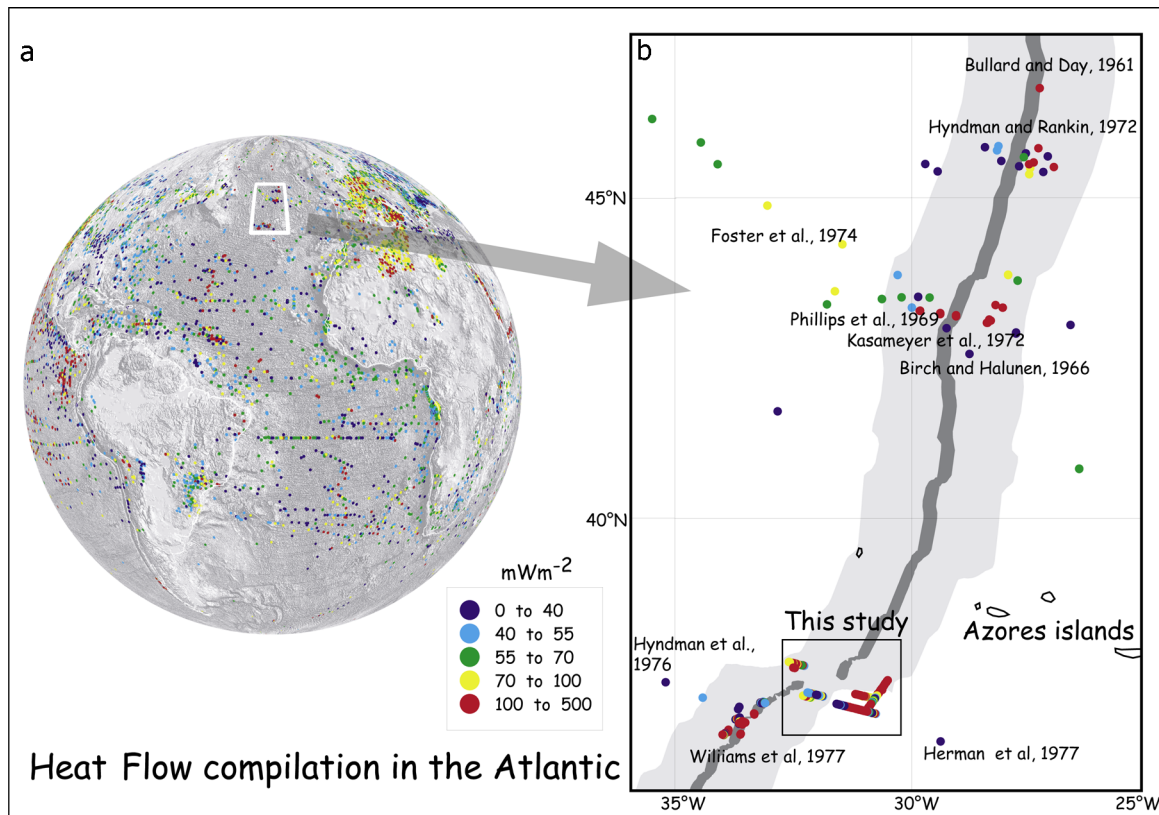 a
mWm-2
0 to 40
40 to 55
55 to 70
70 to 100
100 to 500
Heat Flow compilation in the Atlantic
b
Bullard and Day, 1961
Hyndman and Rankin, 1972
45°N
Foster et al., 1974
Phillips et al., 1969
Kasameyer et al., 1972
Birch and Halunen, 1966
40°N
This study
Azores islands
Hyndman et al.,
1976
Wiliiams et al, 1977
Herman et al, 1977
35°W
30°W
25°W